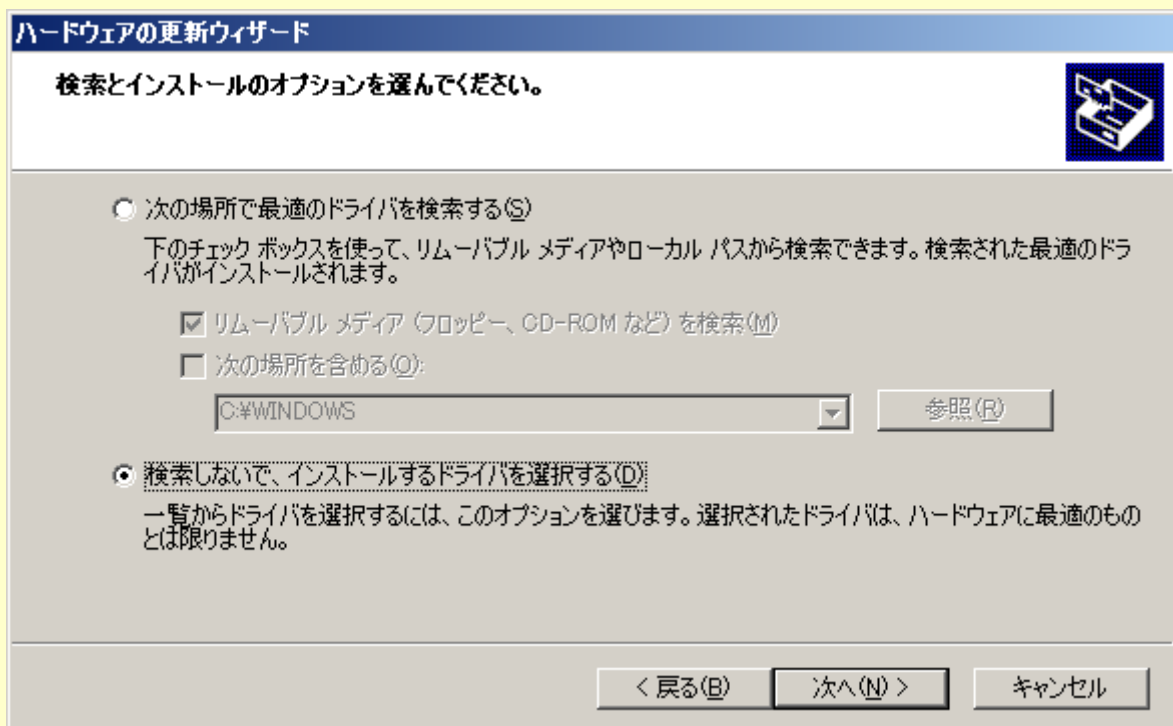 ハードウェアの更新ウィザード
検索とインストールのオプションを選んでください。
次の場所で最適のドライバを検索する(S)
下のチェック ボックスを使って、リムーバブル メディアやローカル パスから検索できます。検索された最適のドラ
イバがインストールされます。
リムーバブル メディア (フロッピー、CD-ROM など) を検索(M)
次の場所を含める(O):
C:¥WINDOWS
参照(R)
検索しないで、インストールするドライバを選択する(D)
一覧からドライバを選択するには、このオプションを選びます。選択されたドライバは、ハードウェアに最適のもの
とは限りません。
< 戻る(B)
次へ(N) >
キャンセル